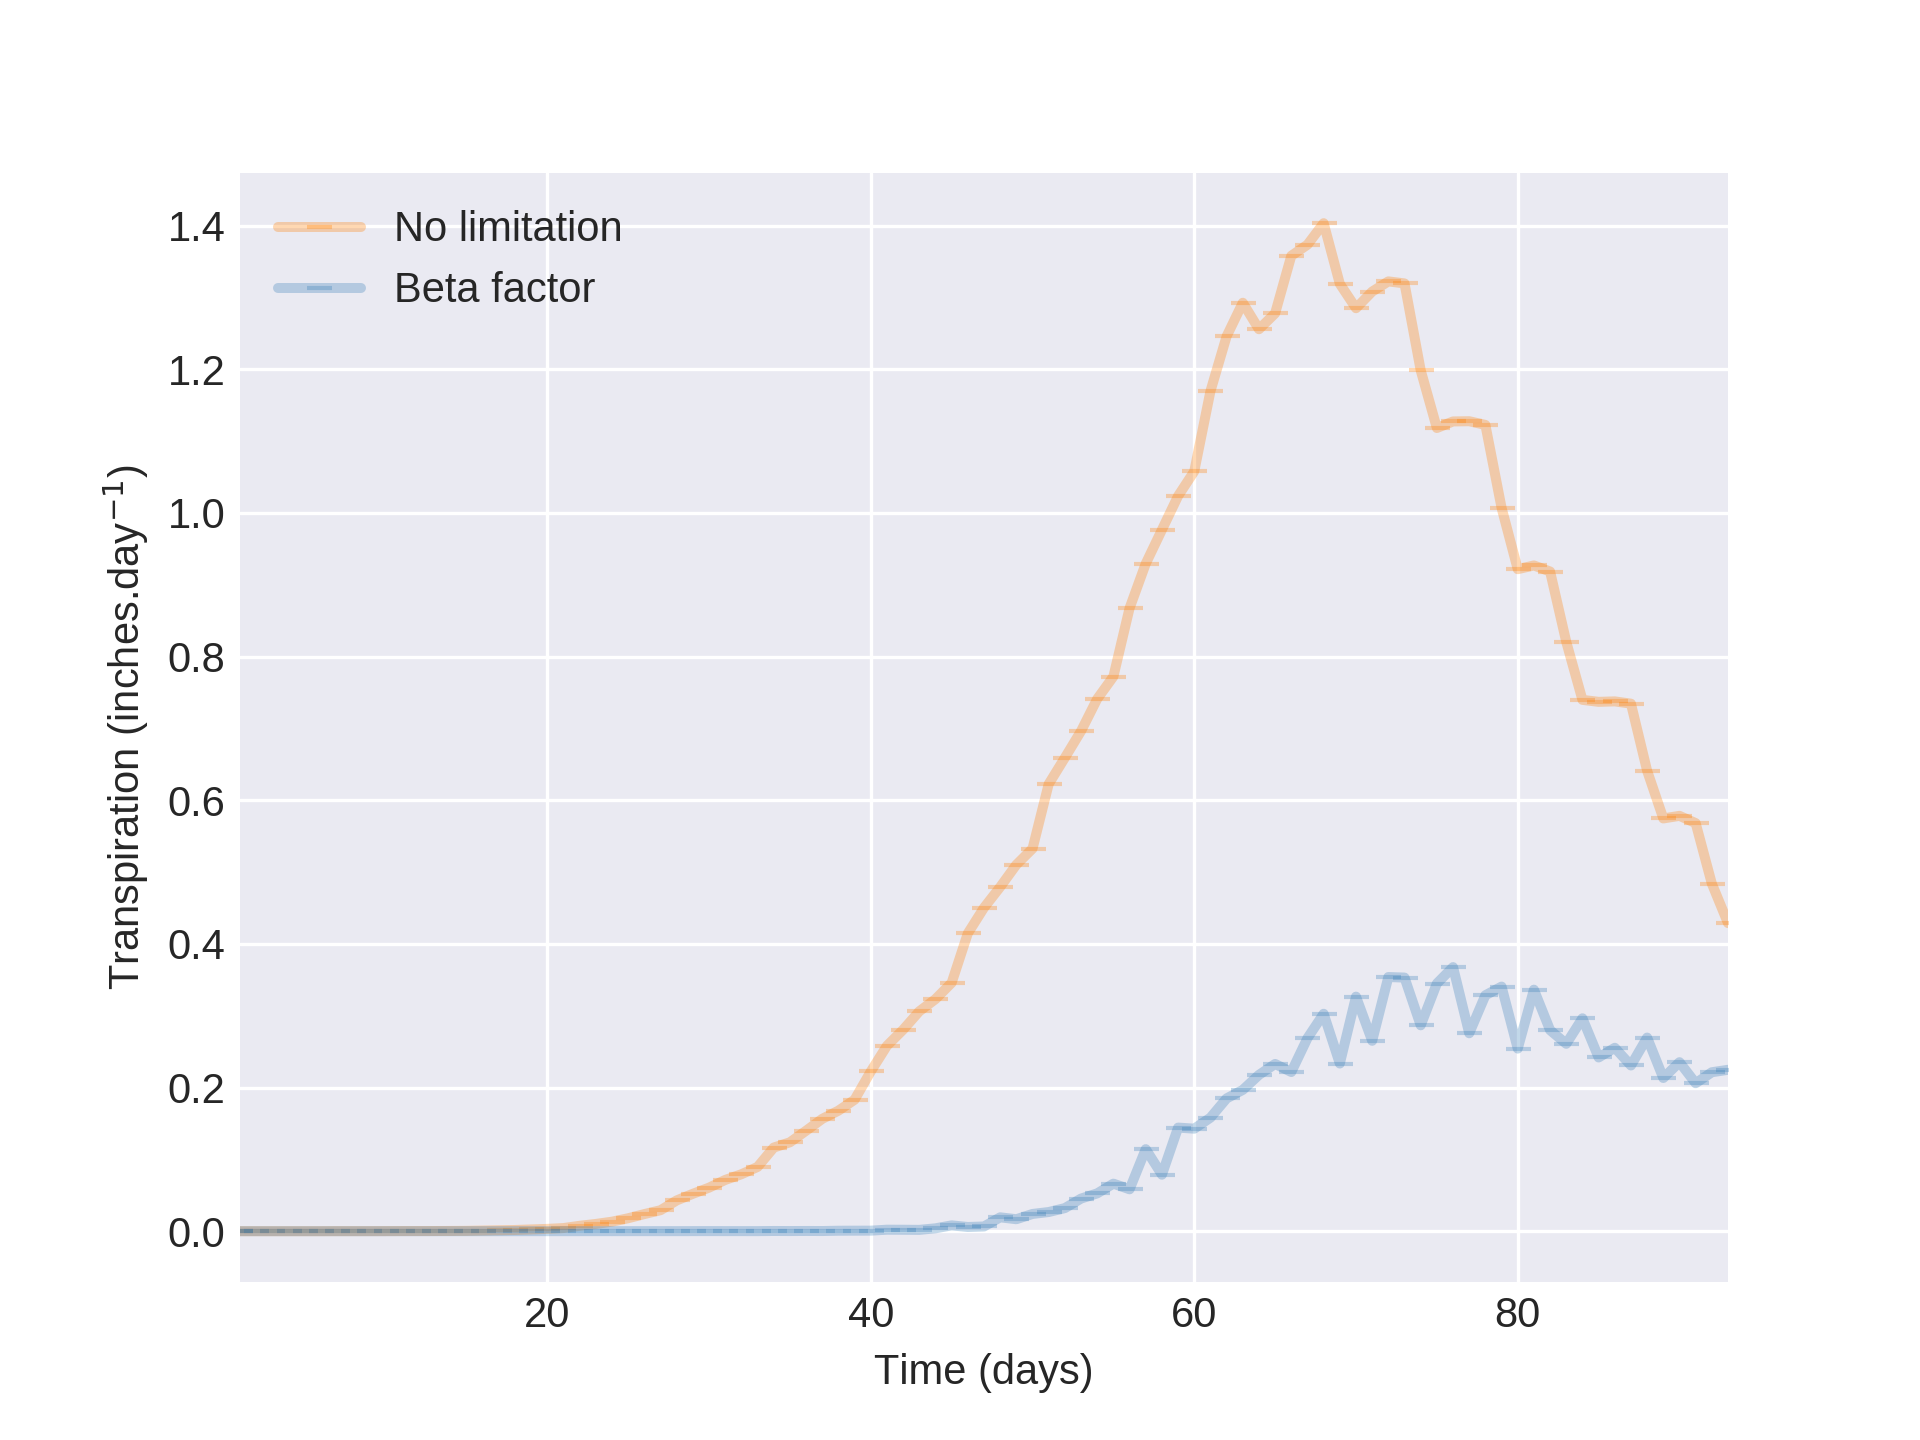 No limitation
Beta factor
1.4
1.2
1.0
0.8
0.6
0.4
0.2
0.0
Transpiration (inches.day⁻¹)
20 40 60 80
Time (days)